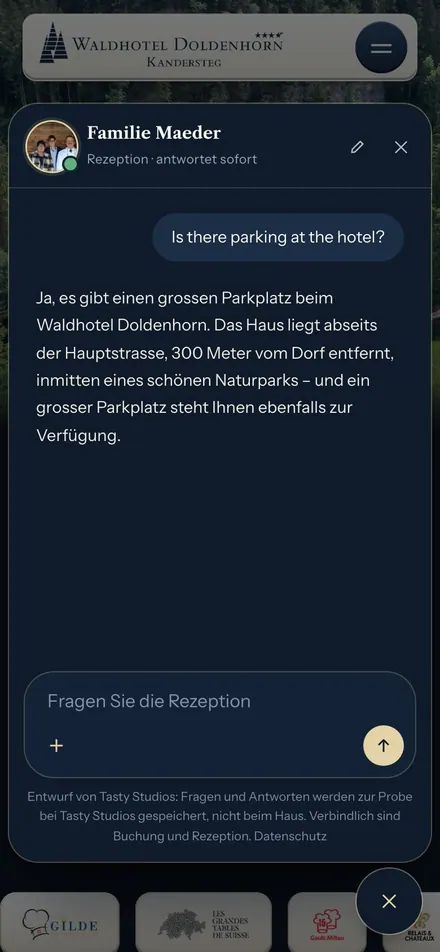 WALDHOTEL DOLDENHORN
KANDERSTEG
Familie Maeder
Rezeption · antwortet sofort
Is there parking at the hotel?
Ja, es gibt einen grossen Parkplatz beim
Waldhotel Doldenhorn. Das Haus liegt abseits
der Hauptstrasse, 300 Meter vom Dorf entfernt,
inmitten eines schönen Naturparks – und ein
grosser Parkplatz steht Ihnen ebenfalls zur
Verfügung.
Fragen Sie die Rezeption
Entwurf von Tasty Studios: Fragen und Antworten werden zur Probe
bei Tasty Studios gespeichert, nicht beim Haus. Verbindlich sind
Buchung und Rezeption. Datenschutz
GILDE
LES
GRANDES
TABLES
DE SUISSE
Gault Millau
RELAIS &
CHATEAUX